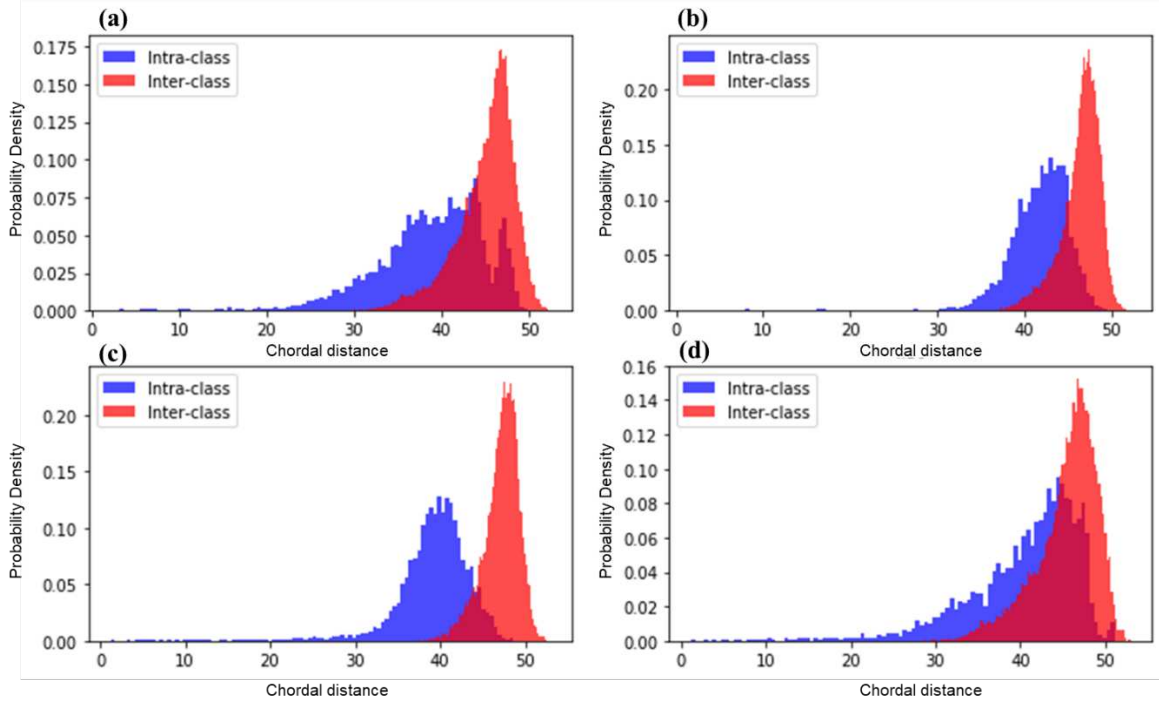 (a)
Probability Density
0.175
0.150
0.125
0.100
0.075
0.050
0.025
0.000
Intra-class
Inter-class
0 10 20 30 40 50
Chordal distance
(b)
Probability Density
0.20
0.15
0.10
0.05
0.00
Intra-class
Inter-class
0 10 20 30 40 50
Chordal distance
(c)
Probability Density
0.20
0.15
0.10
0.05
0.00
Intra-class
Inter-class
0 10 20 30 40 50
Chordal distance
(d)
Probability Density
0.16
0.14
0.12
0.10
0.08
0.06
0.04
0.02
0.00
Intra-class
Inter-class
0 10 20 30 40 50
Chordal distance